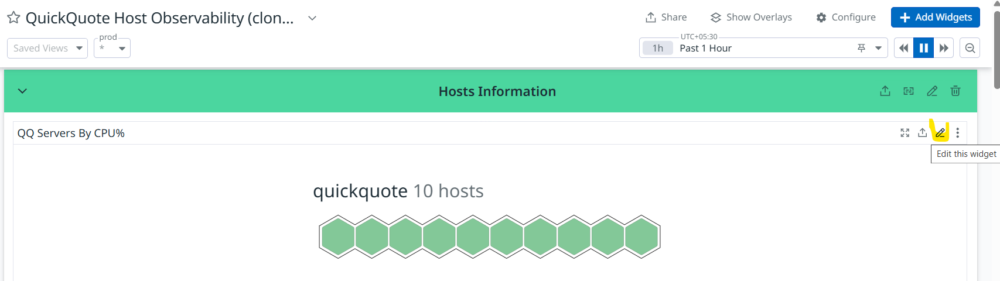 QuickQuote Host Observability (clon...
Share
Show Overlays
Configure
+ Add Widgets
Saved Views
prod
*
UTC+05:30
1h
Past 1 Hour
Hosts Information
QQ Servers By CPU%
Edit this widget
quickquote 10 hosts